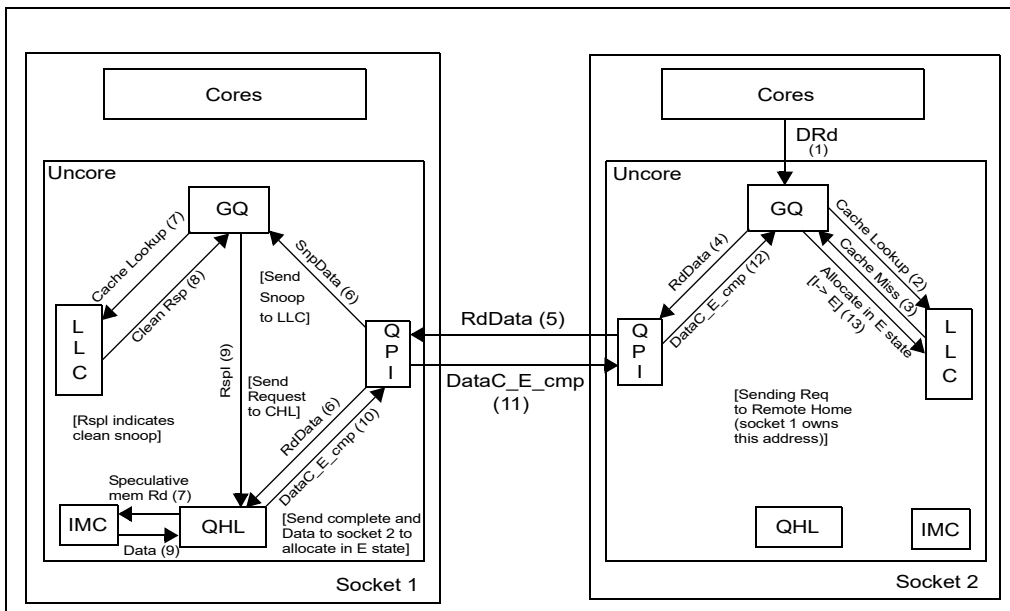 Cores
Uncore
GQ
Cache Lookup (7)
Clean Rsp (8)
SnpData (6)
[Send
Snoop
to LLC]
L
L
C
Q
P
I
RspI (9)
[Send
Request
to CHL]
[RspI indicates
clean snoop]
RdData (6)
DataC_E_cmp (10)
Speculative
mem Rd (7)
IMC
QHL
Data (9)
[Send complete and
Data to socket 2 to
allocate in E state]
Socket 1
RdData (5)
DataC_E_cmp
(11)
Cores
DRd
(1)
Uncore
GQ
RdData (4)
DataC_E_cmp (12)
Cache Lookup (2)
Cache Miss (3)
Allocate in E state
[I-> E] (13)
Q
P
I
L
L
C
[Sending Req
to Remote Home
(socket 1 owns
this address)]
QHL
IMC
Socket 2